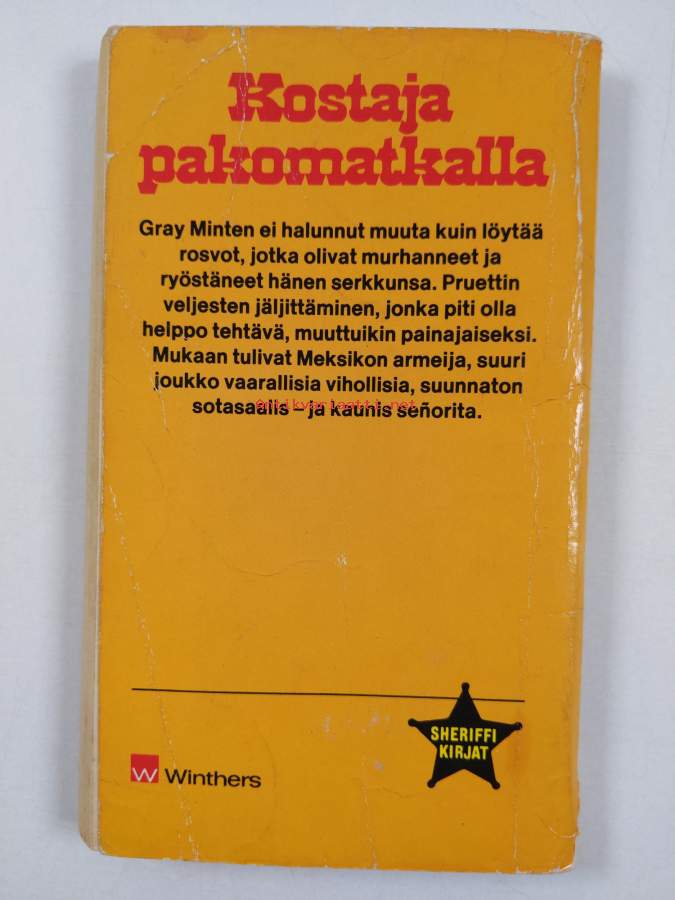 Kostaja
pakomatkalla
Gray Minten ei halunnut muuta kuin löytää
rosvot, jotka olivat murhanneet ja
ryöstäneet hänen serkkunsa. Pruettin
veljesten jäljittäminen, jonka piti olla
helppo tehtävä, muuttuikin painajaiseksi.
Mukaan tulivat Meksikon armeija, suuri
joukko vaarallisia vihollisia, suunnaton
sotasaalis – ja kaunis señorita.
Antikvariaatti.net
SHERIFFI
KIRJAT
W Winthers